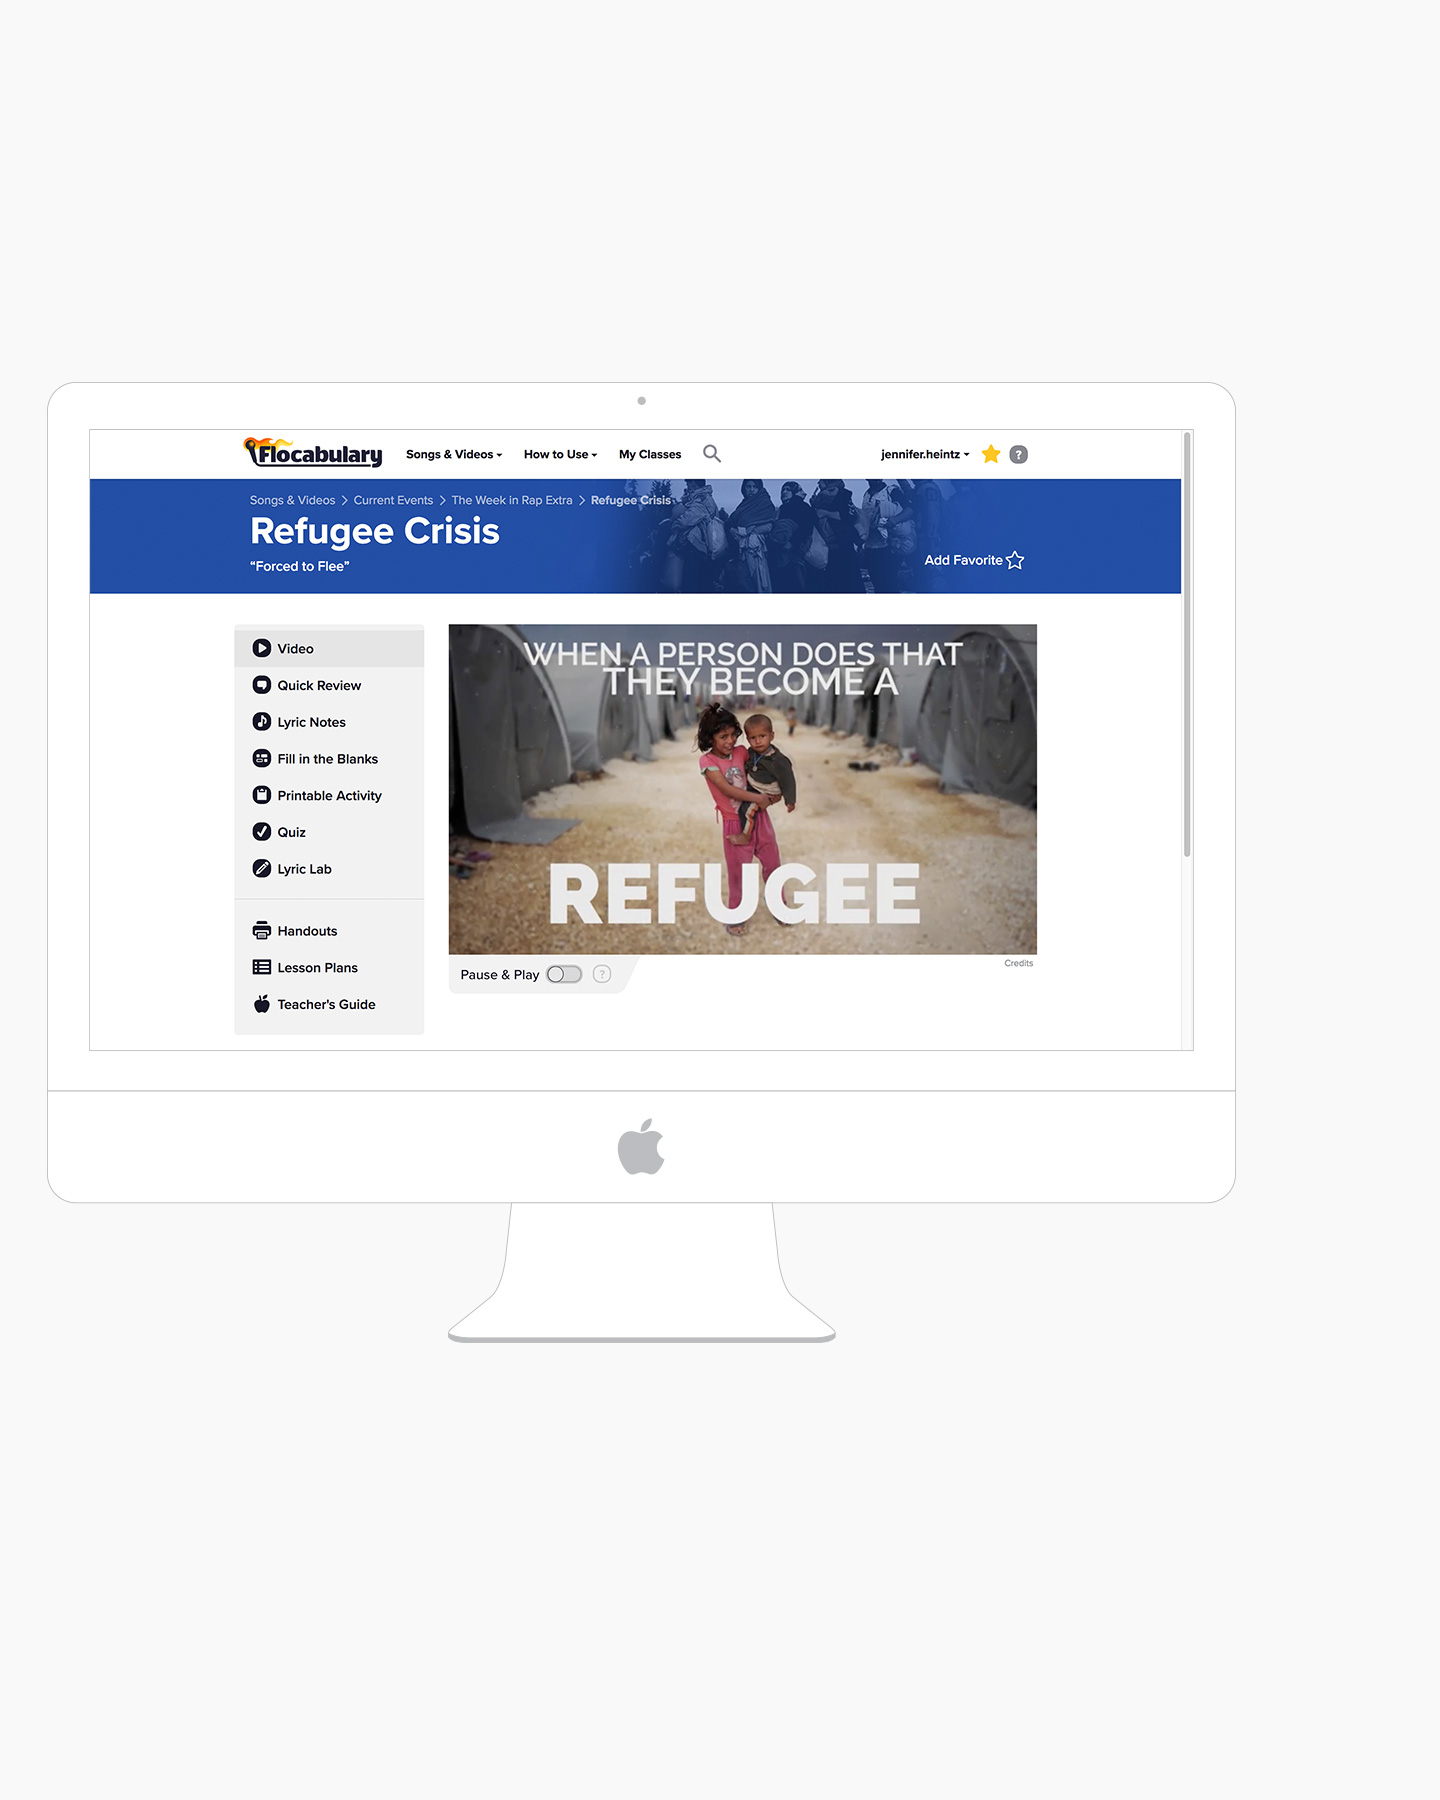 Flocabulary
Songs & Videos
How to Use
My Classes
jennifer.heintz
?
Songs & Videos > Current Events > The Week in Rap Extra > Refugee Crisis
Refugee Crisis
“Forced to Flee”
Add Favorite
Video
Quick Review
Lyric Notes
Fill in the Blanks
Printable Activity
Quiz
Lyric Lab
Handouts
Lesson Plans
Teacher's Guide
WHEN A PERSON DOES THAT
THEY BECOME A
REFUGEE
Credits
Pause & Play
?